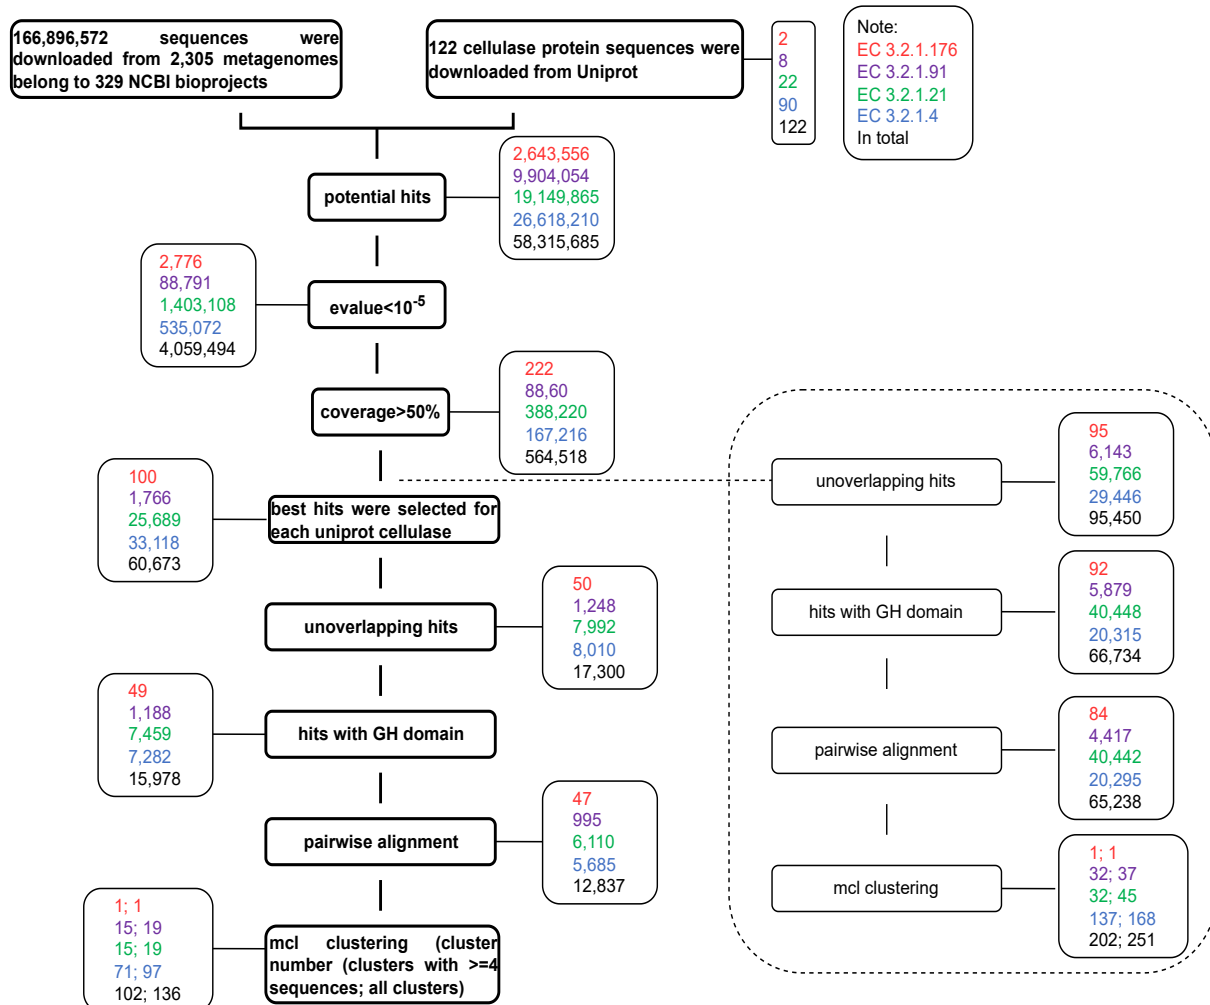 166,896,572 sequences were
downloaded from 2,305 metagenomes
belong to 329 NCBI bioprojects
122 cellulase protein sequences were
downloaded from Uniprot
2
8
22
90
122
Note:
EC 3.2.1.176
EC 3.2.1.91
EC 3.2.1.21
EC 3.2.1.4
In total
potential hits
2,643,556
9,904,054
19,149,865
26,618,210
58,315,685
2,776
88,791
1,403,108
535,072
4,059,494
evalue<10-5
coverage>50%
222
88,60
388,220
167,216
564,518
100
1,766
25,689
33,118
60,673
best hits were selected for
each uniprot cellulase
unoverlapping hits
50
1,248
7,992
8,010
17,300
49
1,188
7,459
7,282
15,978
hits with GH domain
pairwise alignment
47
995
6,110
5,685
12,837
1; 1
15; 19
15; 19
71; 97
102; 136
mcl clustering (cluster
number (clusters with >=4
sequences; all clusters)
unoverlapping hits
95
6,143
59,766
29,446
95,450
hits with GH domain
92
5,879
40,448
20,315
66,734
pairwise alignment
84
4,417
40,442
20,295
65,238
mcl clustering
1; 1
32; 37
32; 45
137; 168
202; 251